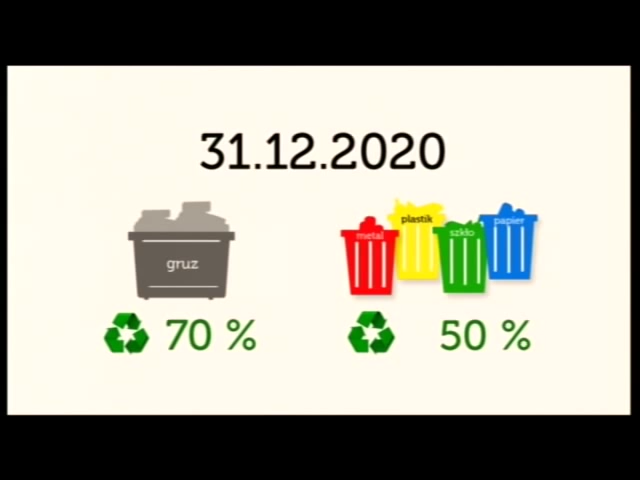 31.12.2020
gruz
metal
plastik
szkło
papier
70 %
50 %